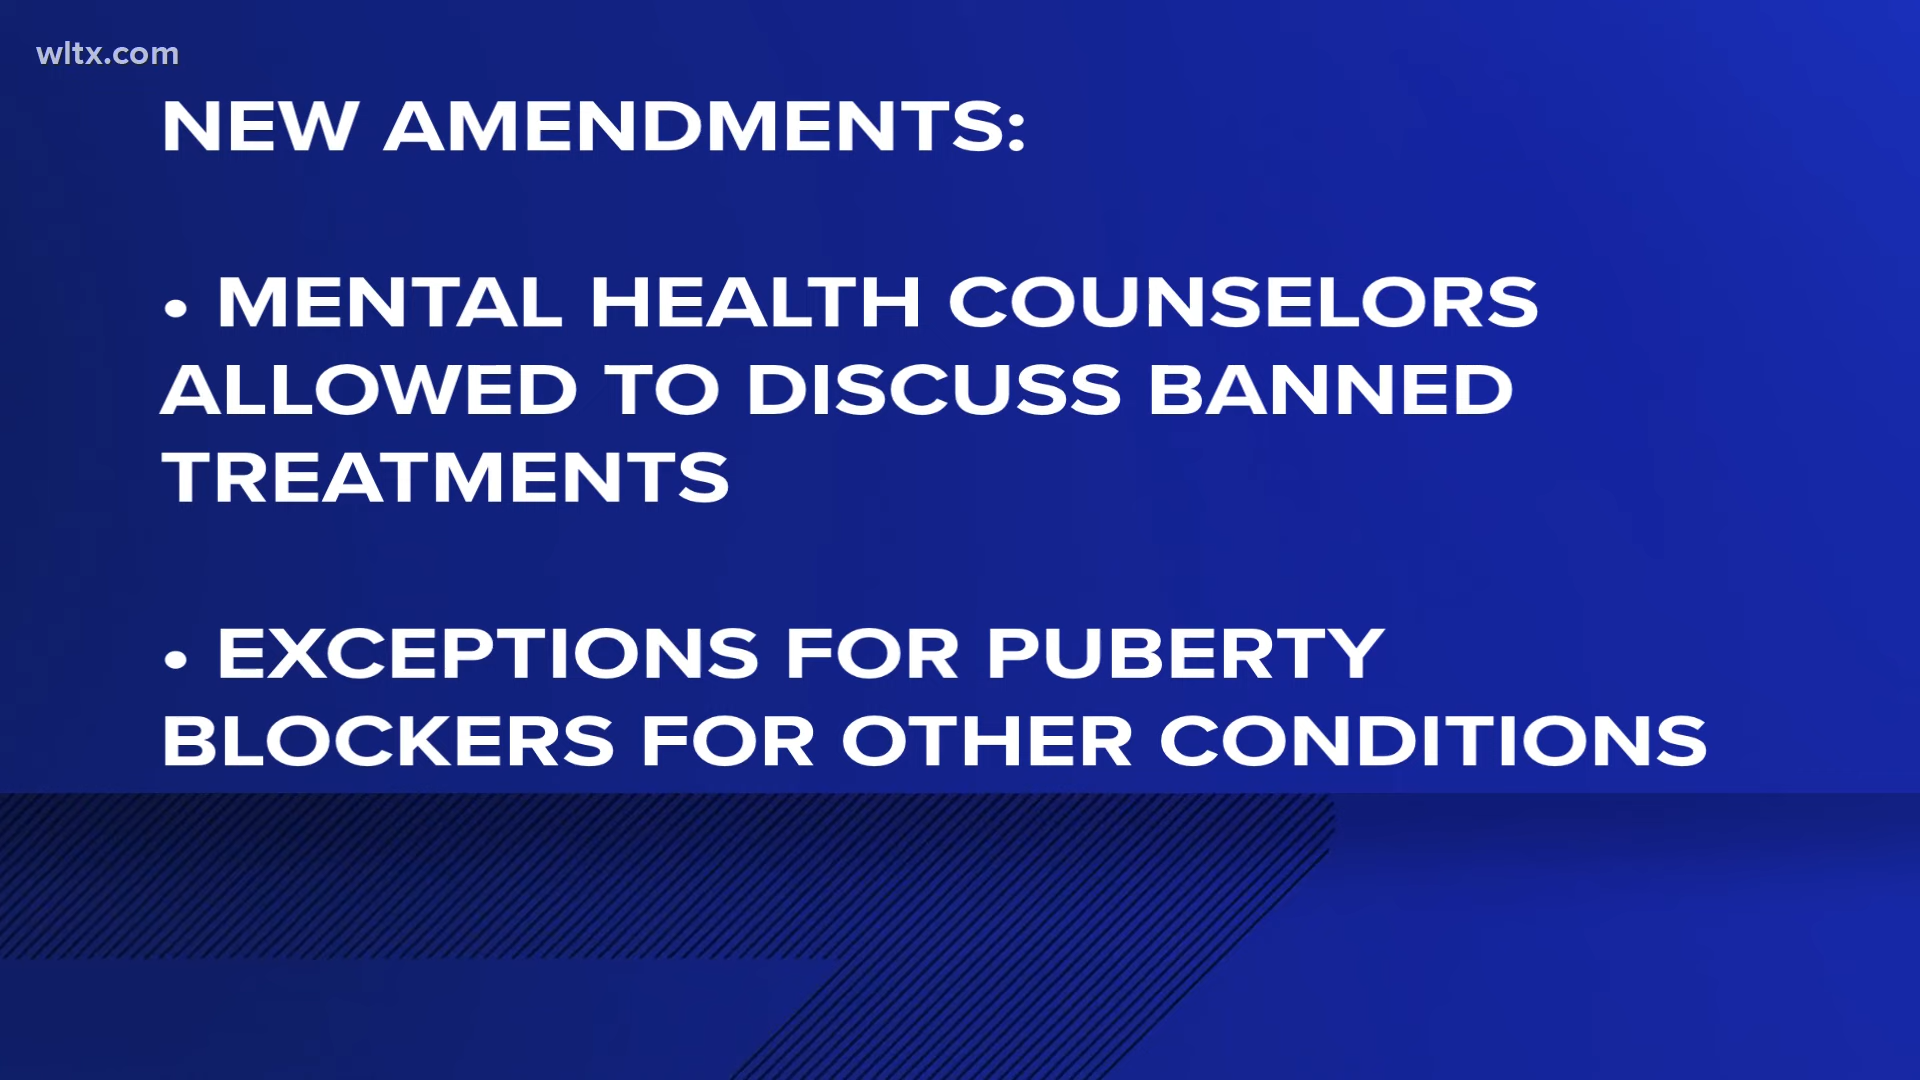 wltx.com
NEW AMENDMENTS:
• MENTAL HEALTH COUNSELORS
ALLOWED TO DISCUSS BANNED
TREATMENTS
• EXCEPTIONS FOR PUBERTY
BLOCKERS FOR OTHER CONDITIONS